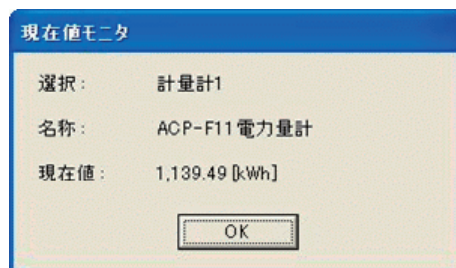 現在値モニタ
選択： 計量計1
名称： ACP-F11電力量計
現在値： 1,139.49 [kWh]
OK